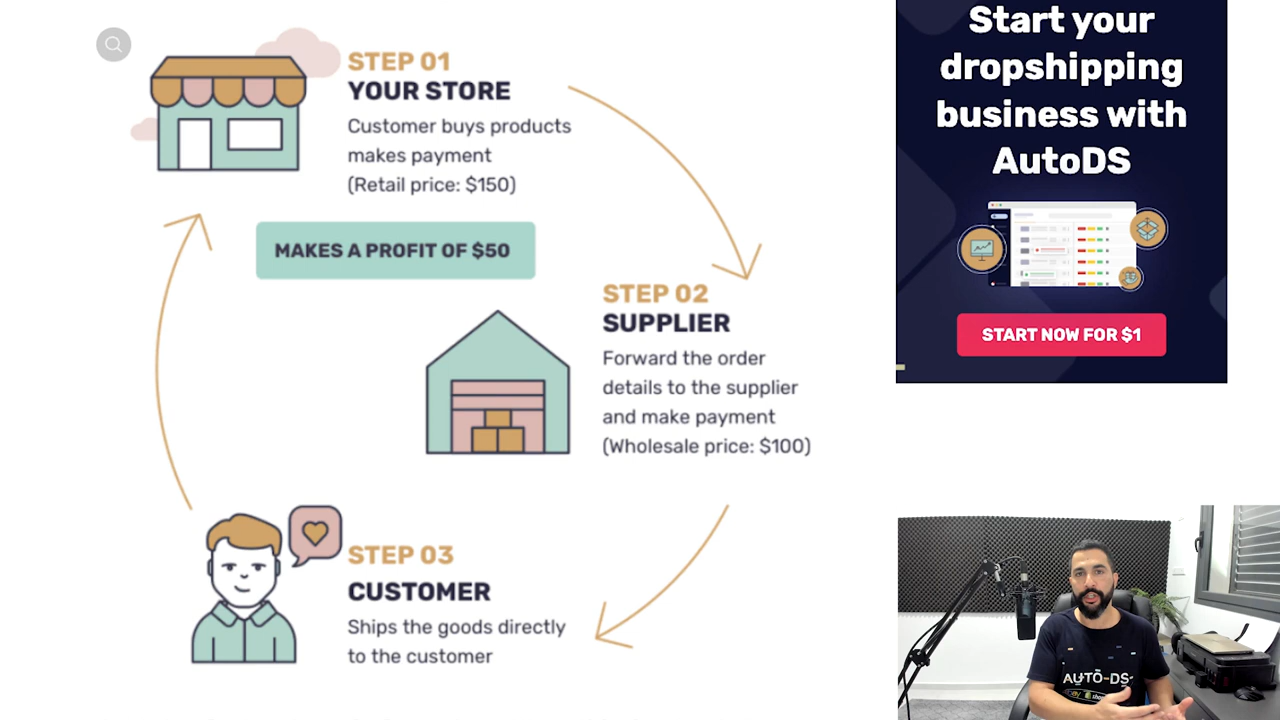 STEP 01
YOUR STORE
Customer buys products
makes payment
(Retail price: $150)
MAKES A PROFIT OF $50
STEP 02
SUPPLIER
Forward the order
details to the supplier
and make payment
(Wholesale price: $100)
STEP 03
CUSTOMER
Ships the goods directly
to the customer
Start your
dropshipping
business with
AutoDS
START NOW FOR $1
AUTO-DS